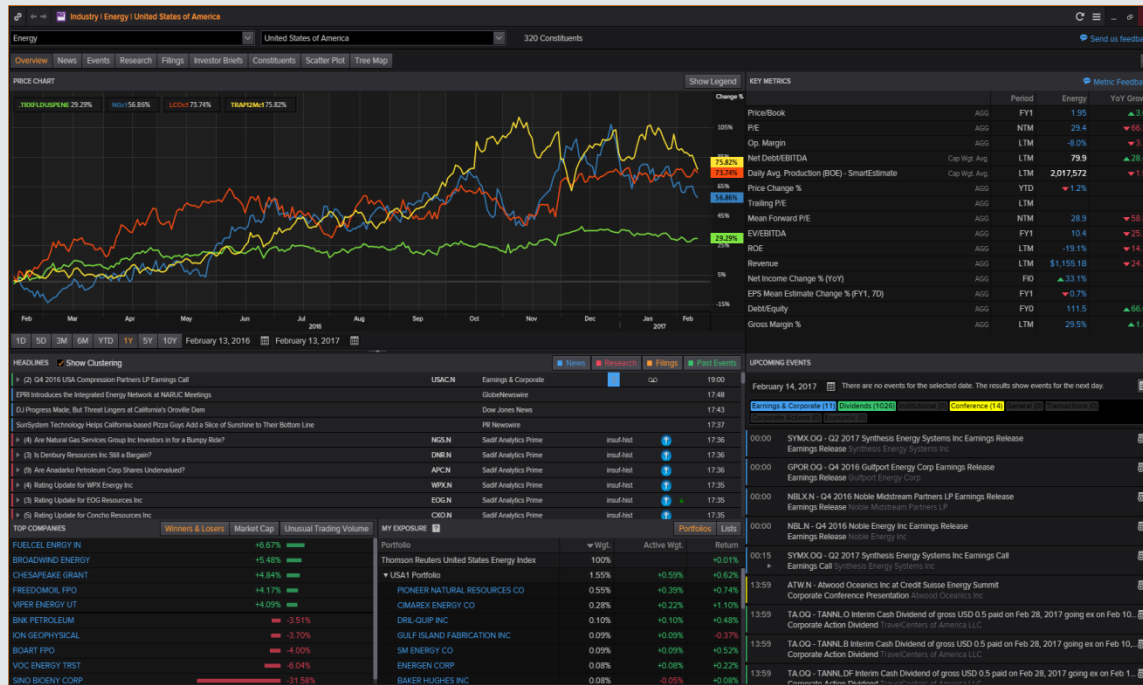 Industry | Energy | United States of America
Energy United States of America 320 Constituents Send us feedba
Overview News Events Research Filings Investor Briefs Constituents Scatter Plot Tree Map
PRICE CHART Show Legend
.TRXFLDUSPENE 29.29% NGc1 56.86% LCOc1 73.74% TRAPI2Mc1 75.82% Change %
105%
75.82%
73.74%
65%
56.86%
45%
29.29%
25%
5%
-15%
Feb Mar Apr May Jun Jul Aug Sep Oct Nov Dec Jan Feb
2016 2017
1D 5D 3M 6M YTD 1Y 5Y 10Y February 13, 2016 February 13, 2017
KEY METRICS Metric Feedba
Period Energy YoY Grow
Price/Book AGG FY1 1.95
P/E AGG NTM 29.4
Op. Margin AGG LTM -8.0%
Net Debt/EBITDA Cap Wgt. Avg. LTM 79.9
Daily Avg. Production (BOE) - SmartEstimate Cap Wgt. Avg. LTM 2,017,572
Price Change % AGG YTD 1.2%
Trailing P/E AGG LTM
Mean Forward P/E AGG NTM 28.9
EV/EBITDA AGG FY1 10.4
ROE AGG LTM -19.1%
Revenue AGG LTM $1,155.1B
Net Income Change % (YoY) AGG FI0 33.1%
EPS Mean Estimate Change % (FY1, 7D) AGG FY1 0.7%
Debt/Equity AGG FY0 111.5
Gross Margin % AGG LTM 29.5%
HEADLINES Show Clustering News Research Filings Past Events
(2) Q4 2016 USA Compression Partners LP Earnings Call USAC.N Earnings & Corporate 19:00
EPRI Introduces the Integrated Energy Network at NARUC Meetings GlobeNewswire 17:48
DJ Progress Made, But Threat Lingers at California's Oroville Dam Dow Jones News 17:43
SunSystem Technology Helps California-based Pizza Guys Add a Slice of Sunshine to Their Bottom Line PR Newswire 17:37
(4) Are Natural Gas Services Group Inc Investors in for a Bumpy Ride? NGS.N Sadif Analytics Prime insuf-hist 17:36
(3) Is Denbury Resources Inc Still a Bargain? DNR.N Sadif Analytics Prime insuf-hist 17:36
(9) Are Anadarko Petroleum Corp Shares Undervalued? APC.N Sadif Analytics Prime insuf-hist 17:36
(4) Rating Update for WPX Energy Inc WPX.N Sadif Analytics Prime insuf-hist 17:35
(3) Rating Update for EOG Resources Inc EOG.N Sadif Analytics Prime insuf-hist 17:35
(5) Rating Update for Concho Resources Inc CXO.N Sadif Analytics Prime insuf-hist 17:35
TOP COMPANIES Winners & Losers Market Cap Unusual Trading Volume
FUELCEL ENRGY IN +6.67%
BROADWIND ENERGY +5.48%
CHESAPEAKE GRANT +4.84%
FREEDOMOIL FPO +4.17%
VIPER ENERGY UT +4.09%
BNK PETROLEUM -3.51%
ION GEOPHYSICAL -3.70%
BOART FPO -4.00%
VOC ENERGY TRST -6.04%
SINO BIOENY CORP -31.58%
MY EXPOSURE ? Portfolios Lists
Portfolio Wgt. Active Wgt. Return
Thomson Reuters United States Energy Index 100% +0.01%
USA1 Portfolio 1.55% +0.59% +0.62%
PIONEER NATURAL RESOURCES CO 0.55% +0.39% +0.74%
CIMAREX ENERGY CO 0.28% +0.22% +1.10%
DRIL-QUIP INC 0.10% +0.10% +0.48%
GULF ISLAND FABRICATION INC 0.09% +0.09% -0.37%
SM ENERGY CO 0.09% +0.09% +0.52%
ENERGEN CORP 0.08% +0.08% +0.22%
BAKER HUGHES INC 0.08% -0.05% +0.08%
UPCOMING EVENTS
February 14, 2017 There are no events for the selected date. The results show events for the next day.
Earnings & Corporate (11) Dividends (1026) Conference (14)
00:00 SYMX.OQ - Q2 2017 Synthesis Energy Systems Inc Earnings Release
Earnings Release Synthesis Energy Systems Inc
00:00 GPOR.OQ - Q4 2016 Gulfport Energy Corp Earnings Release
Earnings Release Gulfport Energy Corp
00:00 NBLX.N - Q4 2016 Noble Midstream Partners LP Earnings Release
Earnings Release Noble Midstream Partners LP
00:00 NBL.N - Q4 2016 Noble Energy Inc Earnings Release
Earnings Release Noble Energy Inc
00:15 SYMX.OQ - Q2 2017 Synthesis Energy Systems Inc Earnings Call
Earnings Call Synthesis Energy Systems Inc
13:59 ATW.N - Atwood Oceanics Inc at Credit Suisse Energy Summit
Corporate Conference Presentation Atwood Oceanics Inc
13:59 TA.OQ - TANNL.O Interim Cash Dividend of gross USD 0.5 paid on Feb 28, 2017 going ex on Feb 10...
Corporate Action Dividend TravelCenters of America LLC
13:59 TA.OQ - TANNL.B Interim Cash Dividend of gross USD 0.5 paid on Feb 28, 2017 going ex on Feb 10,...
Corporate Action Dividend TravelCenters of America LLC
13:59 TA.OQ - TANNL.DF Interim Cash Dividend of gross USD 0.5 paid on Feb 28, 2017 going ex on Feb 1...
Corporate Action Dividend TravelCenters of America LLC